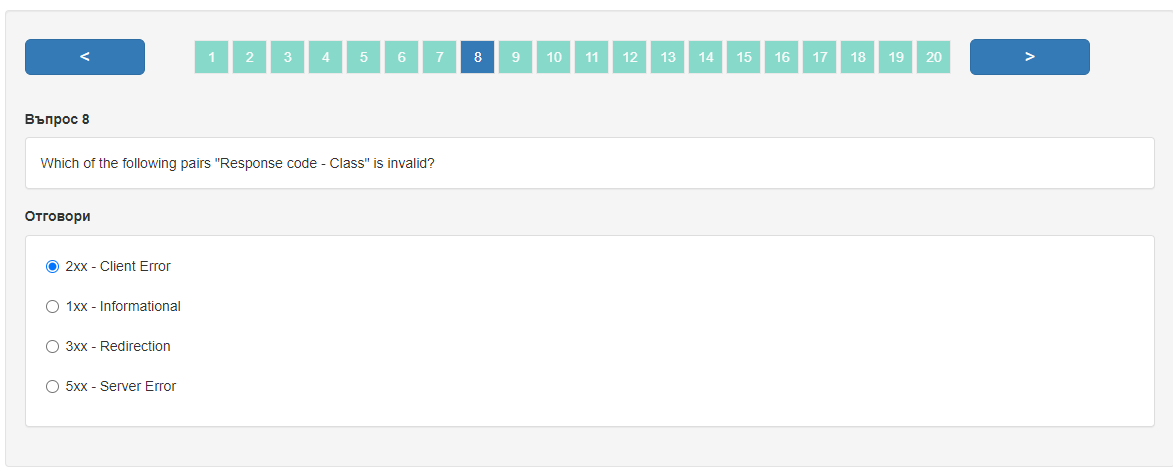 < 1 2 3 4 5 6 7 8 9 10 11 12 13 14 15 16 17 18 19 20 >
Въпрос 8
Which of the following pairs "Response code - Class" is invalid?
Отговори
2xx - Client Error
1xx - Informational
3xx - Redirection
5xx - Server Error